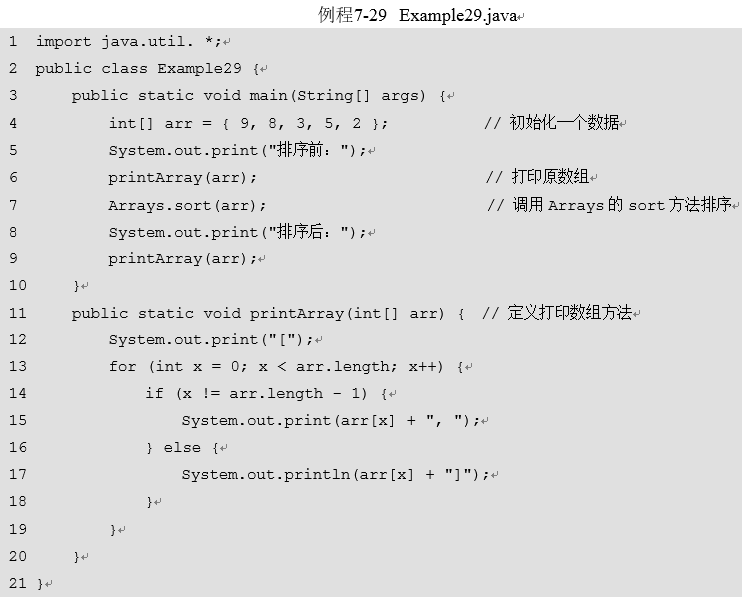 例程7-29 Example29.java↵
1 import java.util. *;↵
2 public class Example29 {↵
3     public static void main(String[] args) {↵
4         int[] arr = { 9, 8, 3, 5, 2 };          // 初始化一个数据↵
5         System.out.print("排序前：");↵
6         printArray(arr);                         // 打印原数组↵
7         Arrays.sort(arr);                        // 调用 Arrays 的 sort 方法排序↵
8         System.out.print("排序后：");↵
9         printArray(arr);↵
10     }↵
11     public static void printArray(int[] arr) {  // 定义打印数组方法↵
12         System.out.print("[");↵
13         for (int x = 0; x < arr.length; x++) {↵
14             if (x != arr.length - 1) {↵
15                 System.out.print(arr[x] + ", ");↵
16             } else {↵
17                 System.out.println(arr[x] + "]");↵
18             }↵
19         }↵
20     }↵
21 }↵